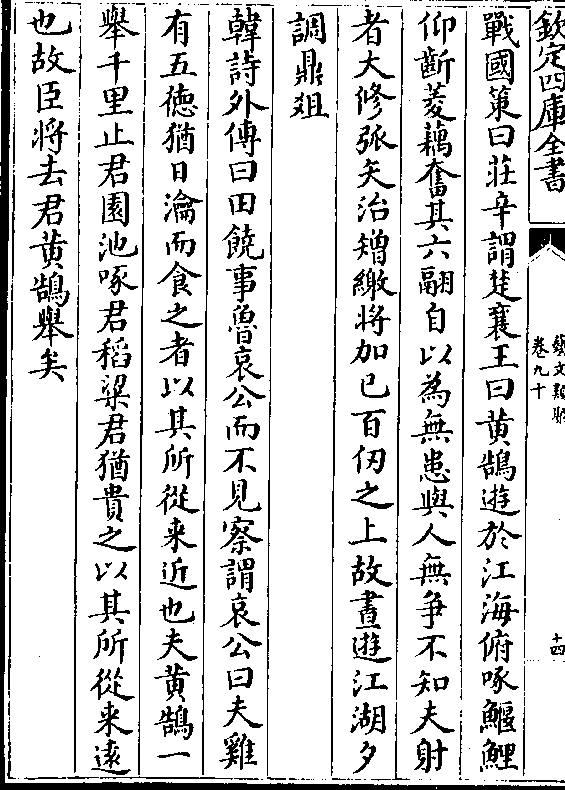 欽定四庫全書
藝文類聚
卷九十
十四
戰國策曰莊辛謂楚襄王曰黄鵠遊於江海俯啄鰋鯉
仰斷菱藕奮其六翮自以為無患與人無争不知夫射
者大修弧矢治矰繳將加已百仭之上故晝遊江湖夕
調鼎爼
韓詩外傳曰田饒事魯哀公而不見察謂哀公曰夫雞
有五徳猶日瀹而食之者以其所從来近也夫黄鵠一
舉千里止君園池啄君稻粱君猶貴之以其所從来逺
也故臣將去君黄鵠舉矣